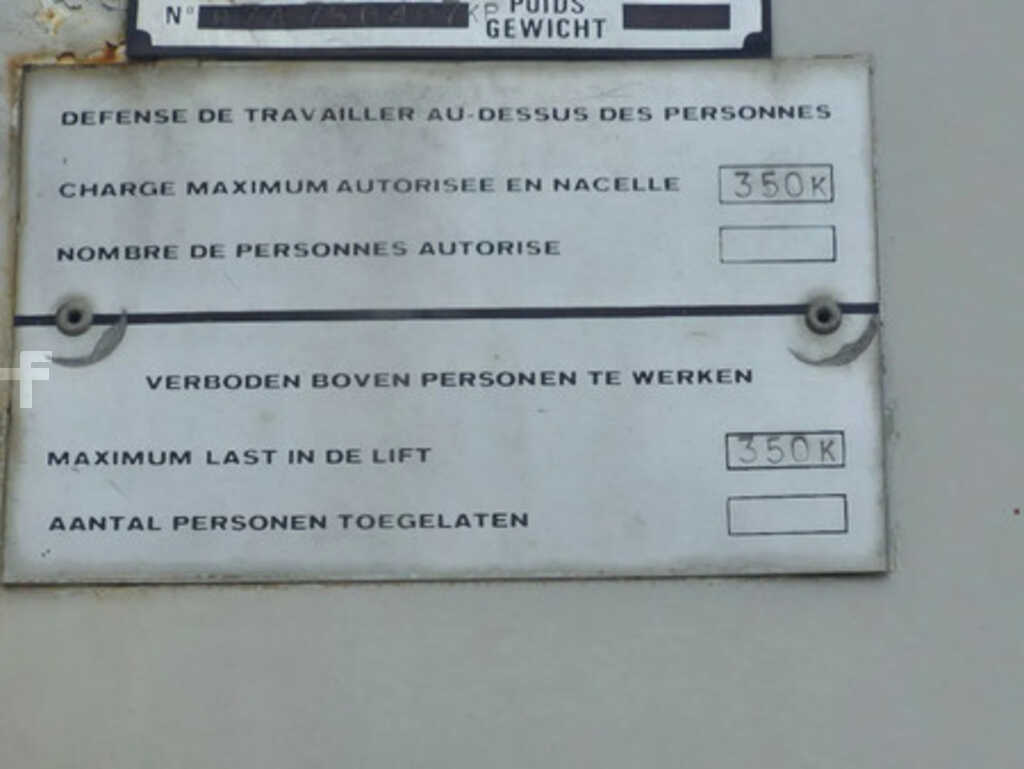 N°
POIDS
GEWICHT
DEFENSE DE TRAVAILLER AU-DESSUS DES PERSONNES
CHARGE MAXIMUM AUTORISEE EN NACELLE 350K
NOMBRE DE PERSONNES AUTORISE
VERBODEN BOVEN PERSONEN TE WERKEN
MAXIMUM LAST IN DE LIFT 350K
AANTAL PERSONEN TOEGELATEN